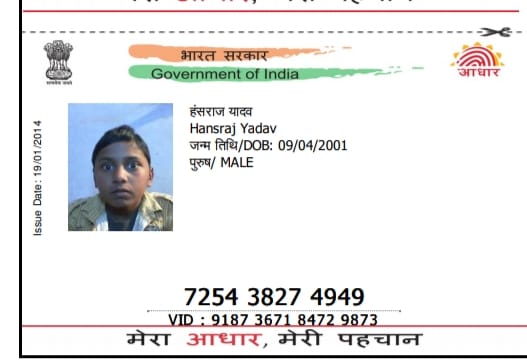 भारत सरकार
Government of India
आधार
Issue Date: 19/01/2014
हंसराज यादव
Hansraj Yadav
जन्म तिथि/DOB: 09/04/2001
पुरुष/ MALE
7254 3827 4949
VID : 9187 3671 8472 9873
मेरा आधार, मेरी पहचान